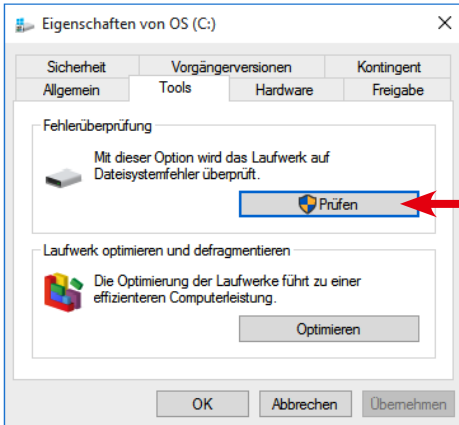 Eigenschaften von OS (C:)
Sicherheit Vorgängerversionen Kontingent
Allgemein Tools Hardware Freigabe
Fehlerüberprüfung
Mit dieser Option wird das Laufwerk auf
Dateisystemfehler überprüft.
Prüfen
Laufwerk optimieren und defragmentieren
Die Optimierung der Laufwerke führt zu einer
effizienteren Computerleistung.
Optimieren
OK Abbrechen Übernehmen